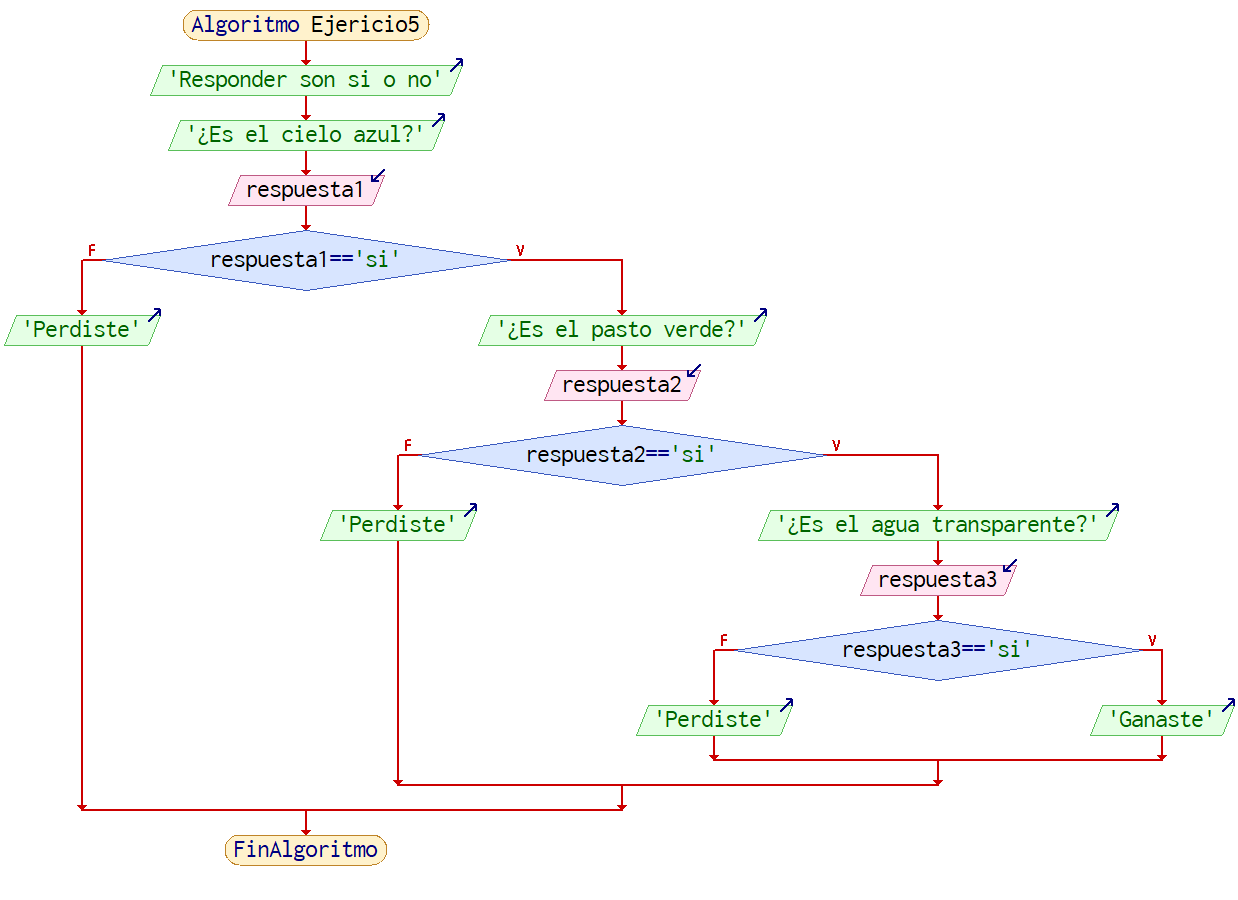 Algoritmo Ejericio5
'Responder son si o no'
'¿Es el cielo azul?'
respuesta1
respuesta1=='si'
F
V
'Perdiste'
'¿Es el pasto verde?'
respuesta2
respuesta2=='si'
F
V
'Perdiste'
'¿Es el agua transparente?'
respuesta3
respuesta3=='si'
F
V
'Perdiste'
'Ganaste'
FinAlgoritmo